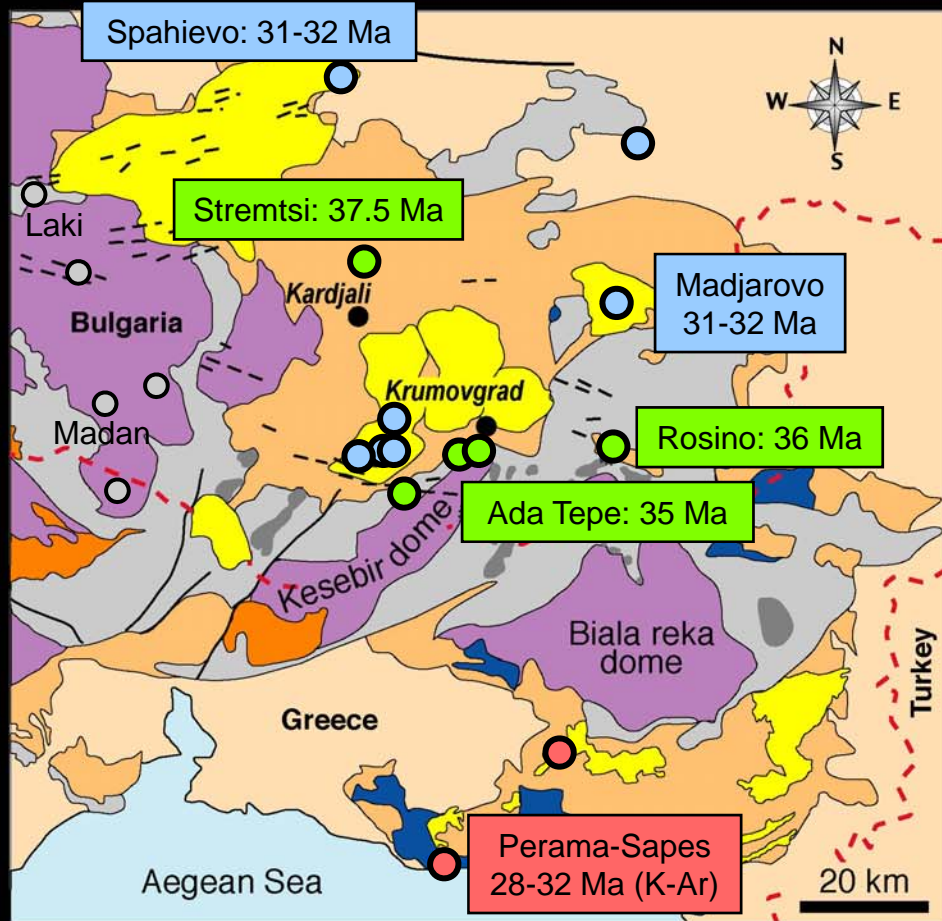 Spahievo: 31-32 Ma
N
W
E
S
Stremtsi: 37.5 Ma
Laki
Kardjali
Madjarovo
31-32 Ma
Bulgaria
Krumovgrad
Madan
Rosino: 36 Ma
Ada Tepe: 35 Ma
Kesebir dome
Biala reka
dome
Turkey
Greece
Perama-Sapes
28-32 Ma (K-Ar)
Aegean Sea
20 km